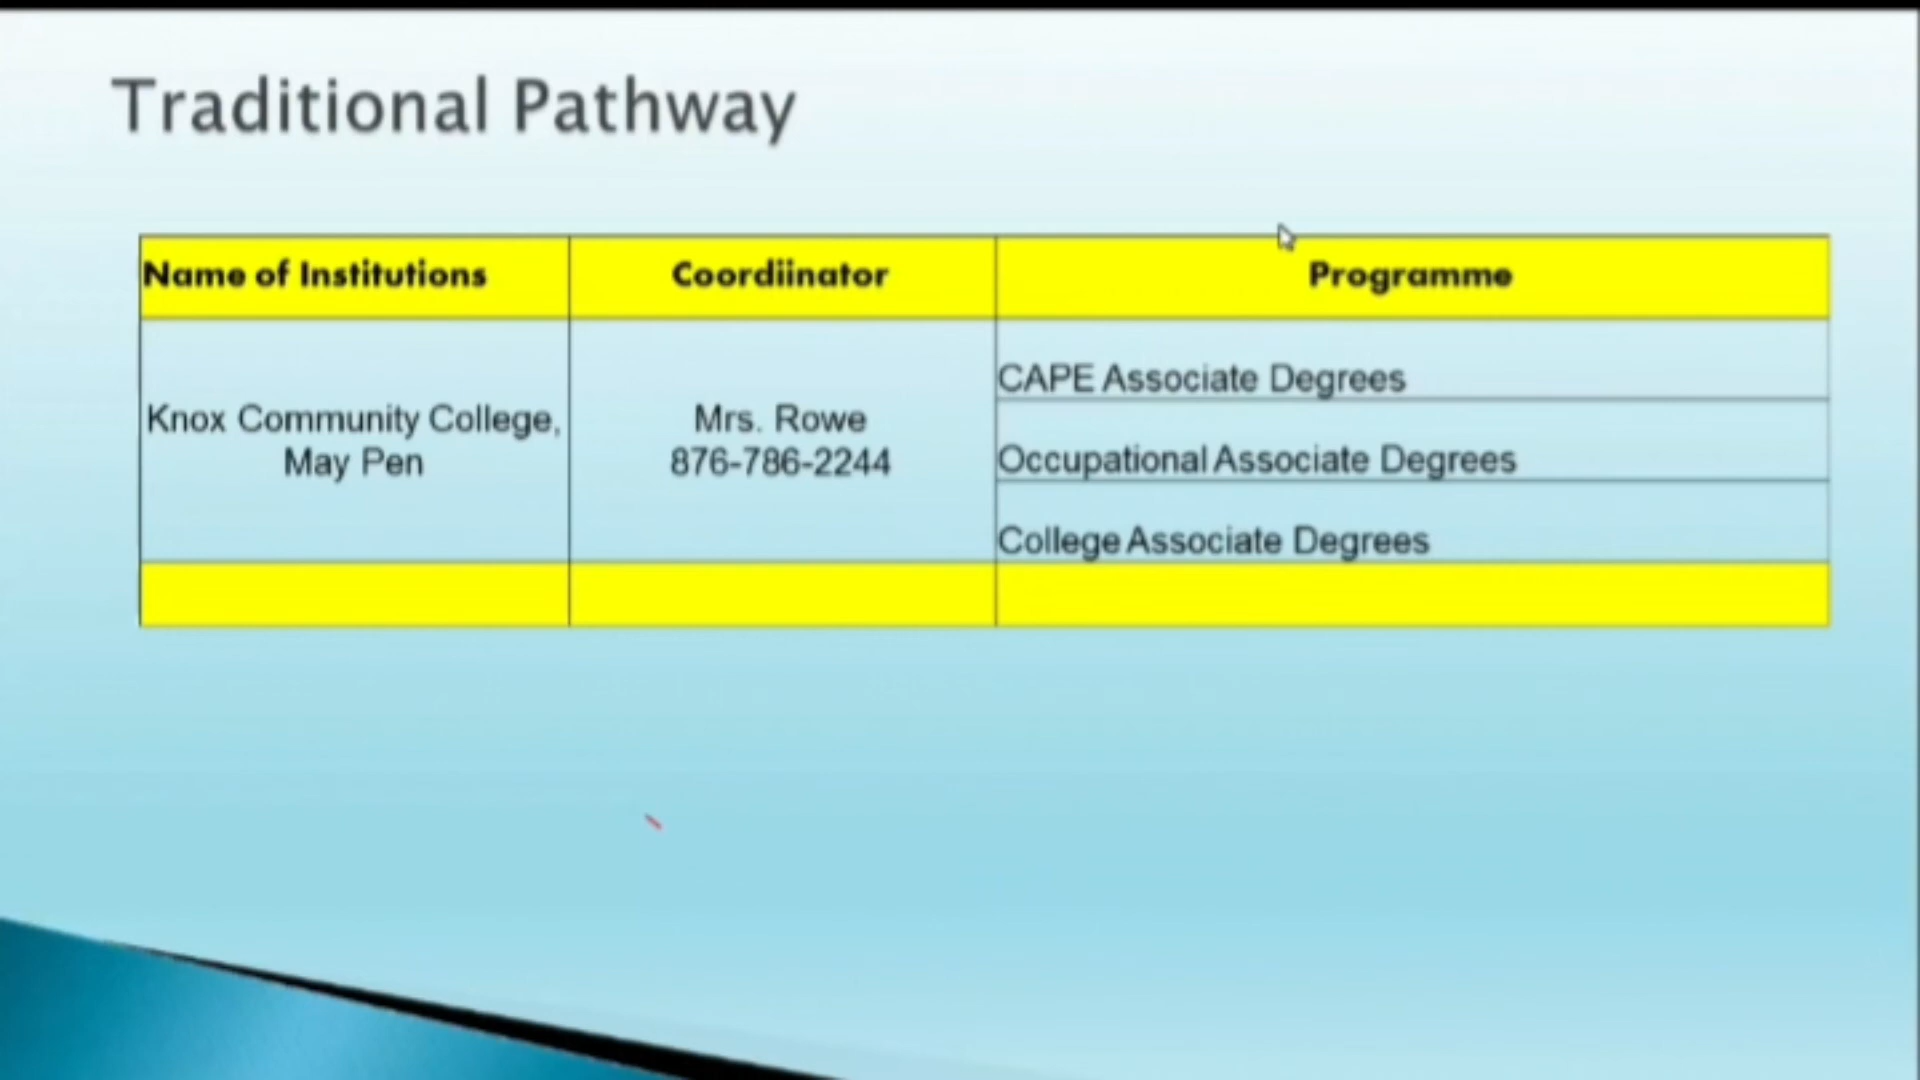 Traditional Pathway
Name of Institutions
Coordiinator
Programme
Knox Community College,
May Pen
Mrs. Rowe
876-786-2244
CAPE Associate Degrees
Occupational Associate Degrees
College Associate Degrees